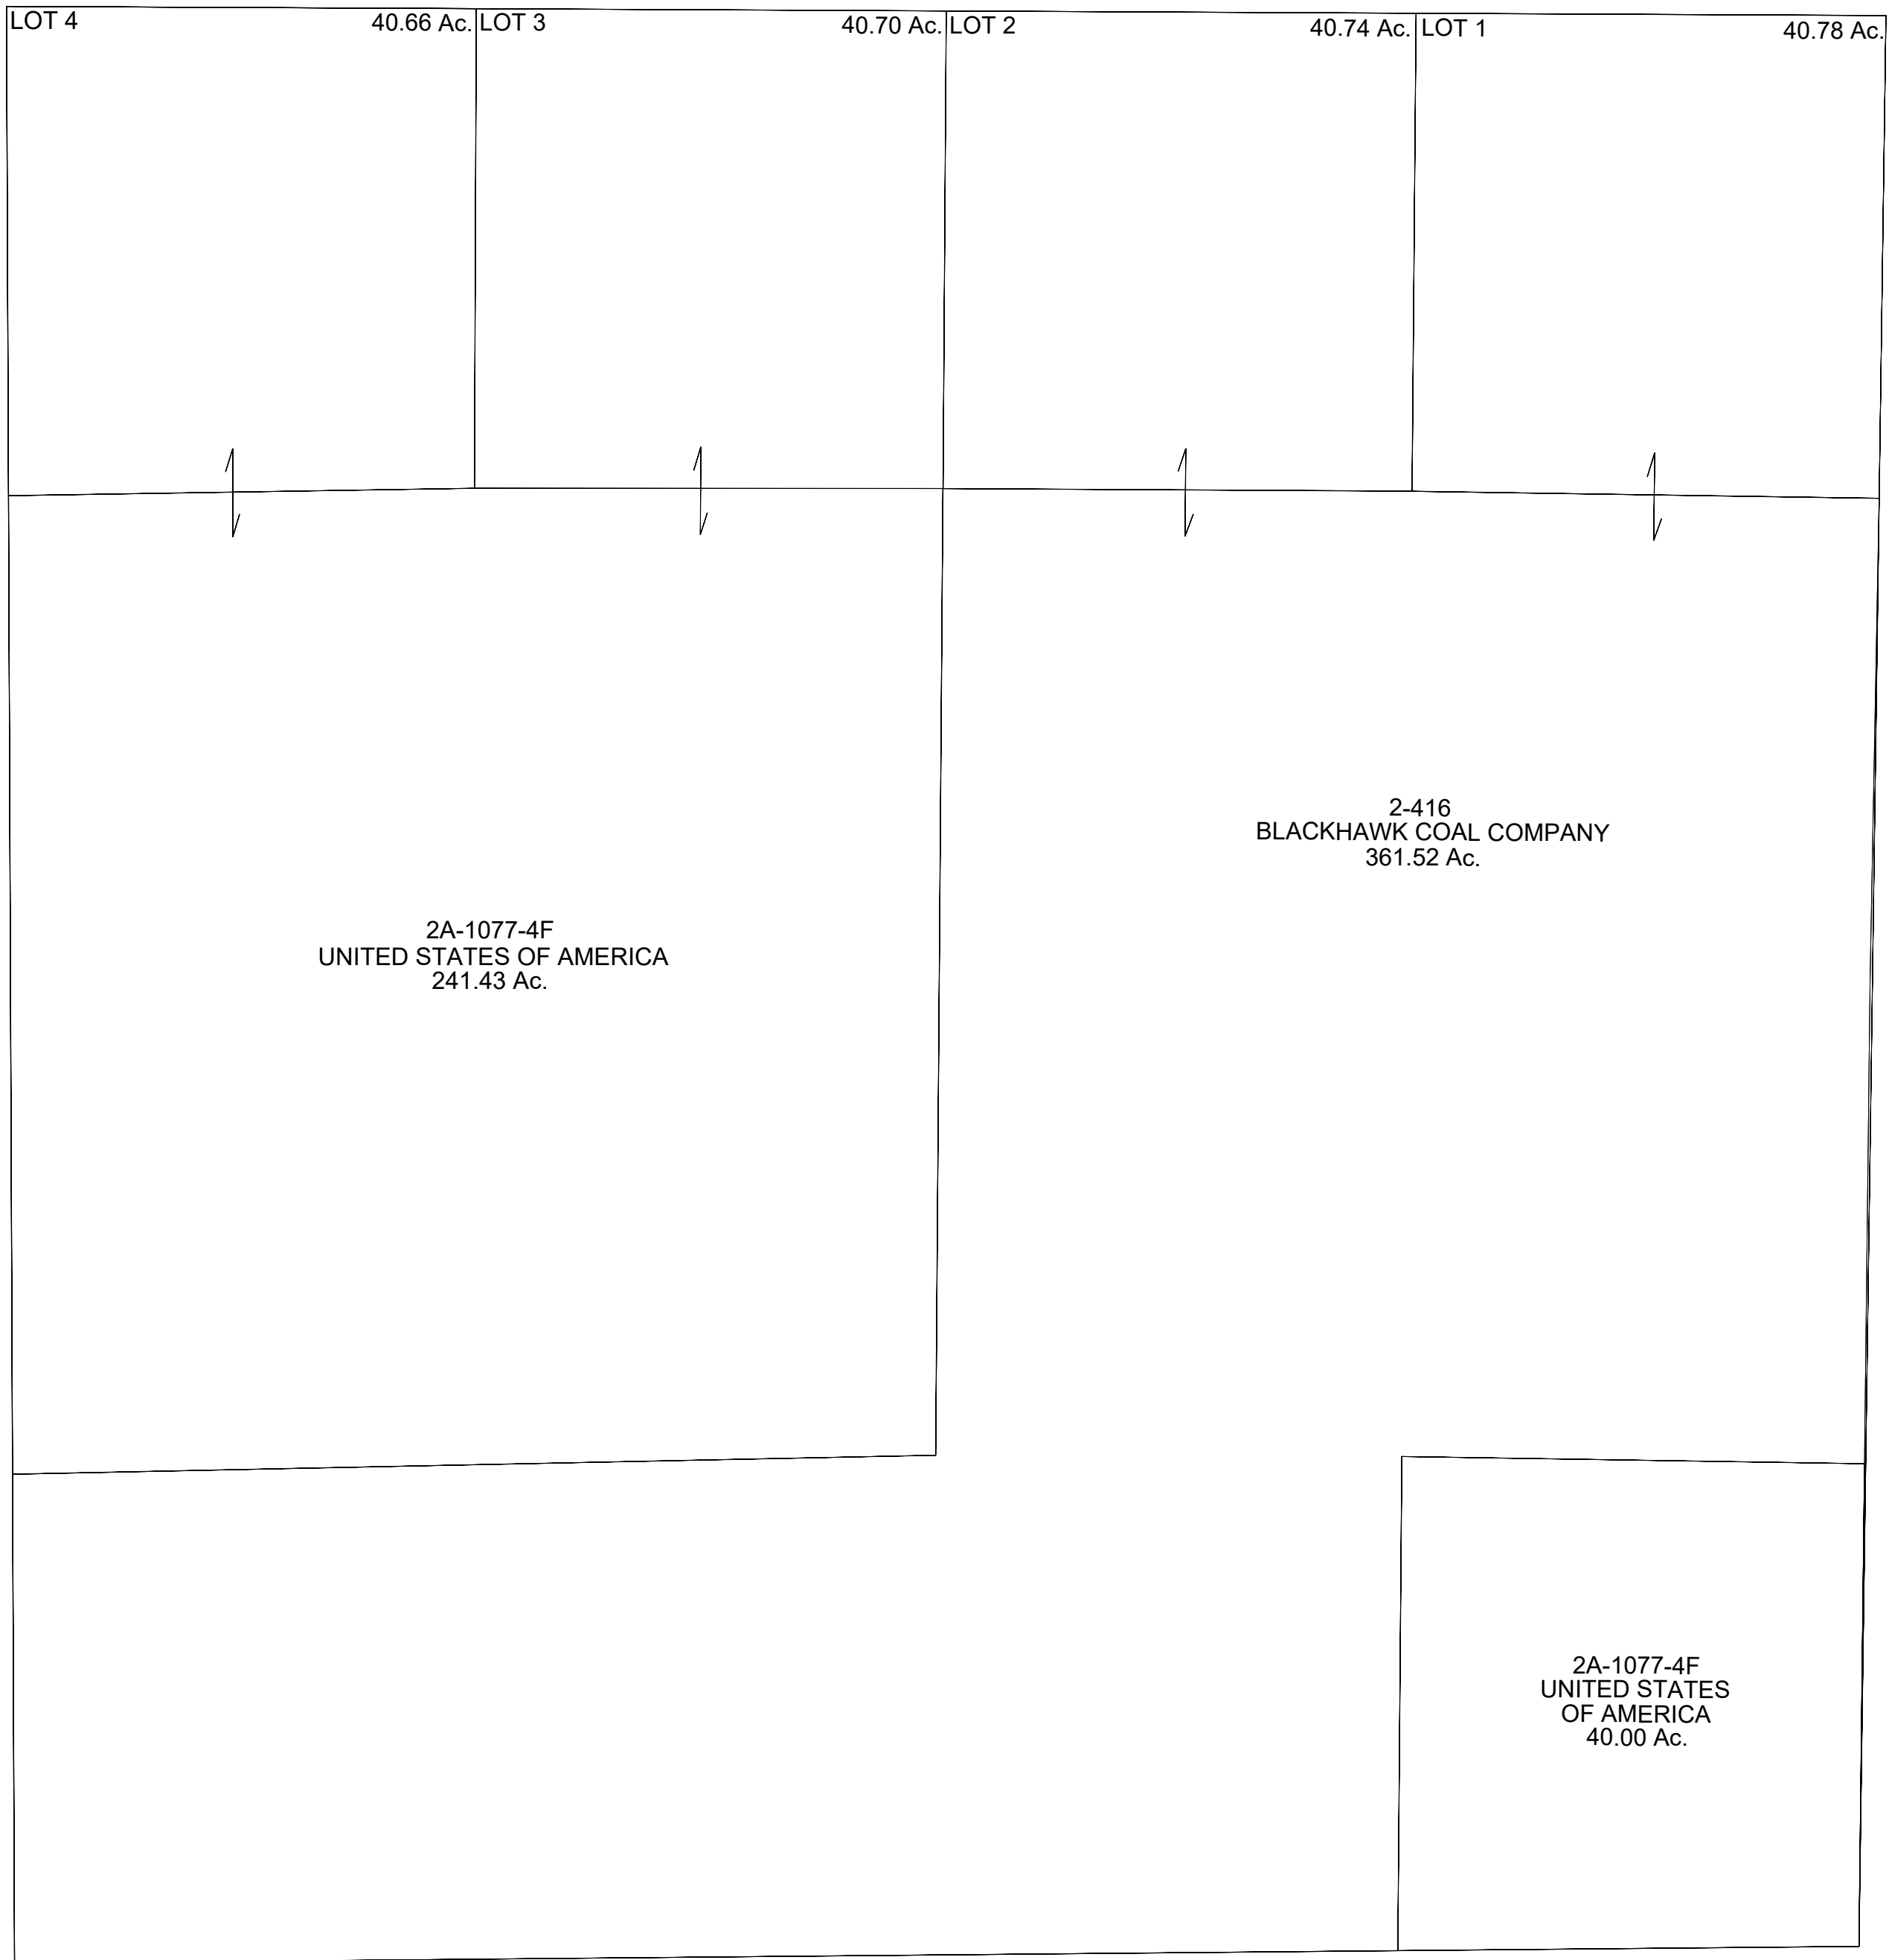 LOT 4
40.66 Ac.
LOT 3
40.70 Ac.
LOT 2
40.74 Ac.
LOT 1
40.78 Ac.
2-416
BLACKHAWK COAL COMPANY
361.52 Ac.
2A-1077-4F
UNITED STATES OF AMERICA
241.43 Ac.
2A-1077-4F
UNITED STATES
OF AMERICA
40.00 Ac.